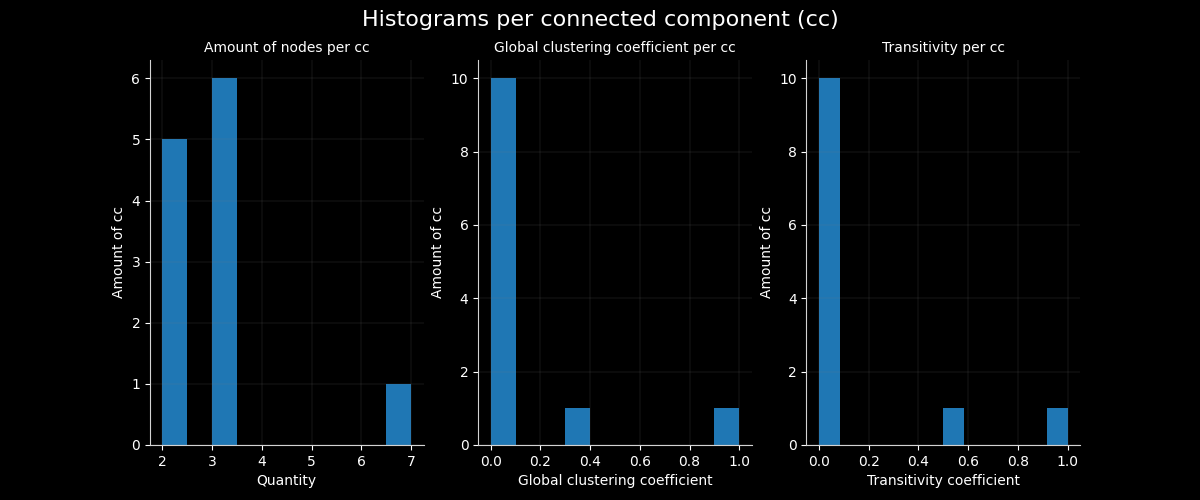 Histograms per connected component (cc)
Amount of nodes per cc
Global clustering coefficient per cc
Transitivity per cc
Amount of cc
6
5
4
3
2
1
0
2 3 4 5 6 7
Quantity
Amount of cc
10
8
6
4
2
0
0.0 0.2 0.4 0.6 0.8 1.0
Global clustering coefficient
Amount of cc
10
8
6
4
2
0
0.0 0.2 0.4 0.6 0.8 1.0
Transitivity coefficient